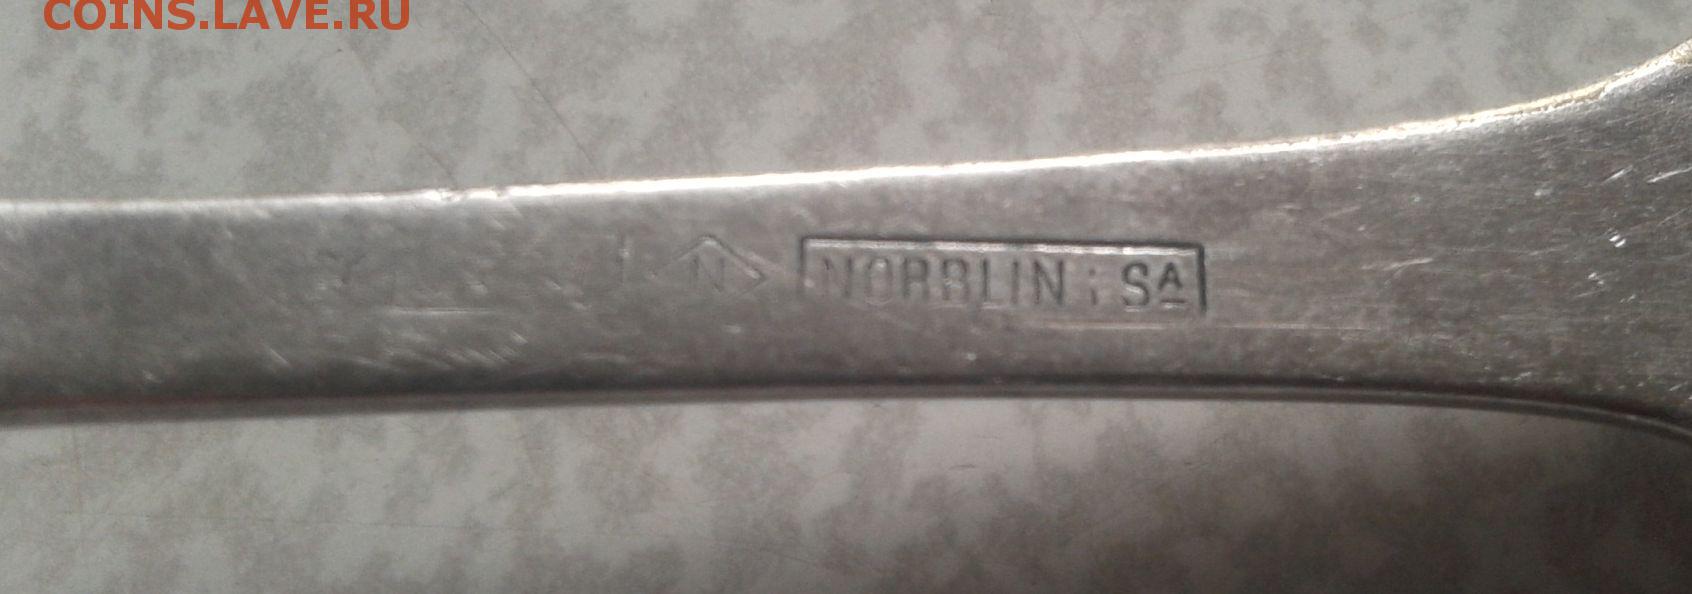 COINS.LAVE.RU
N NORBLIN i SA